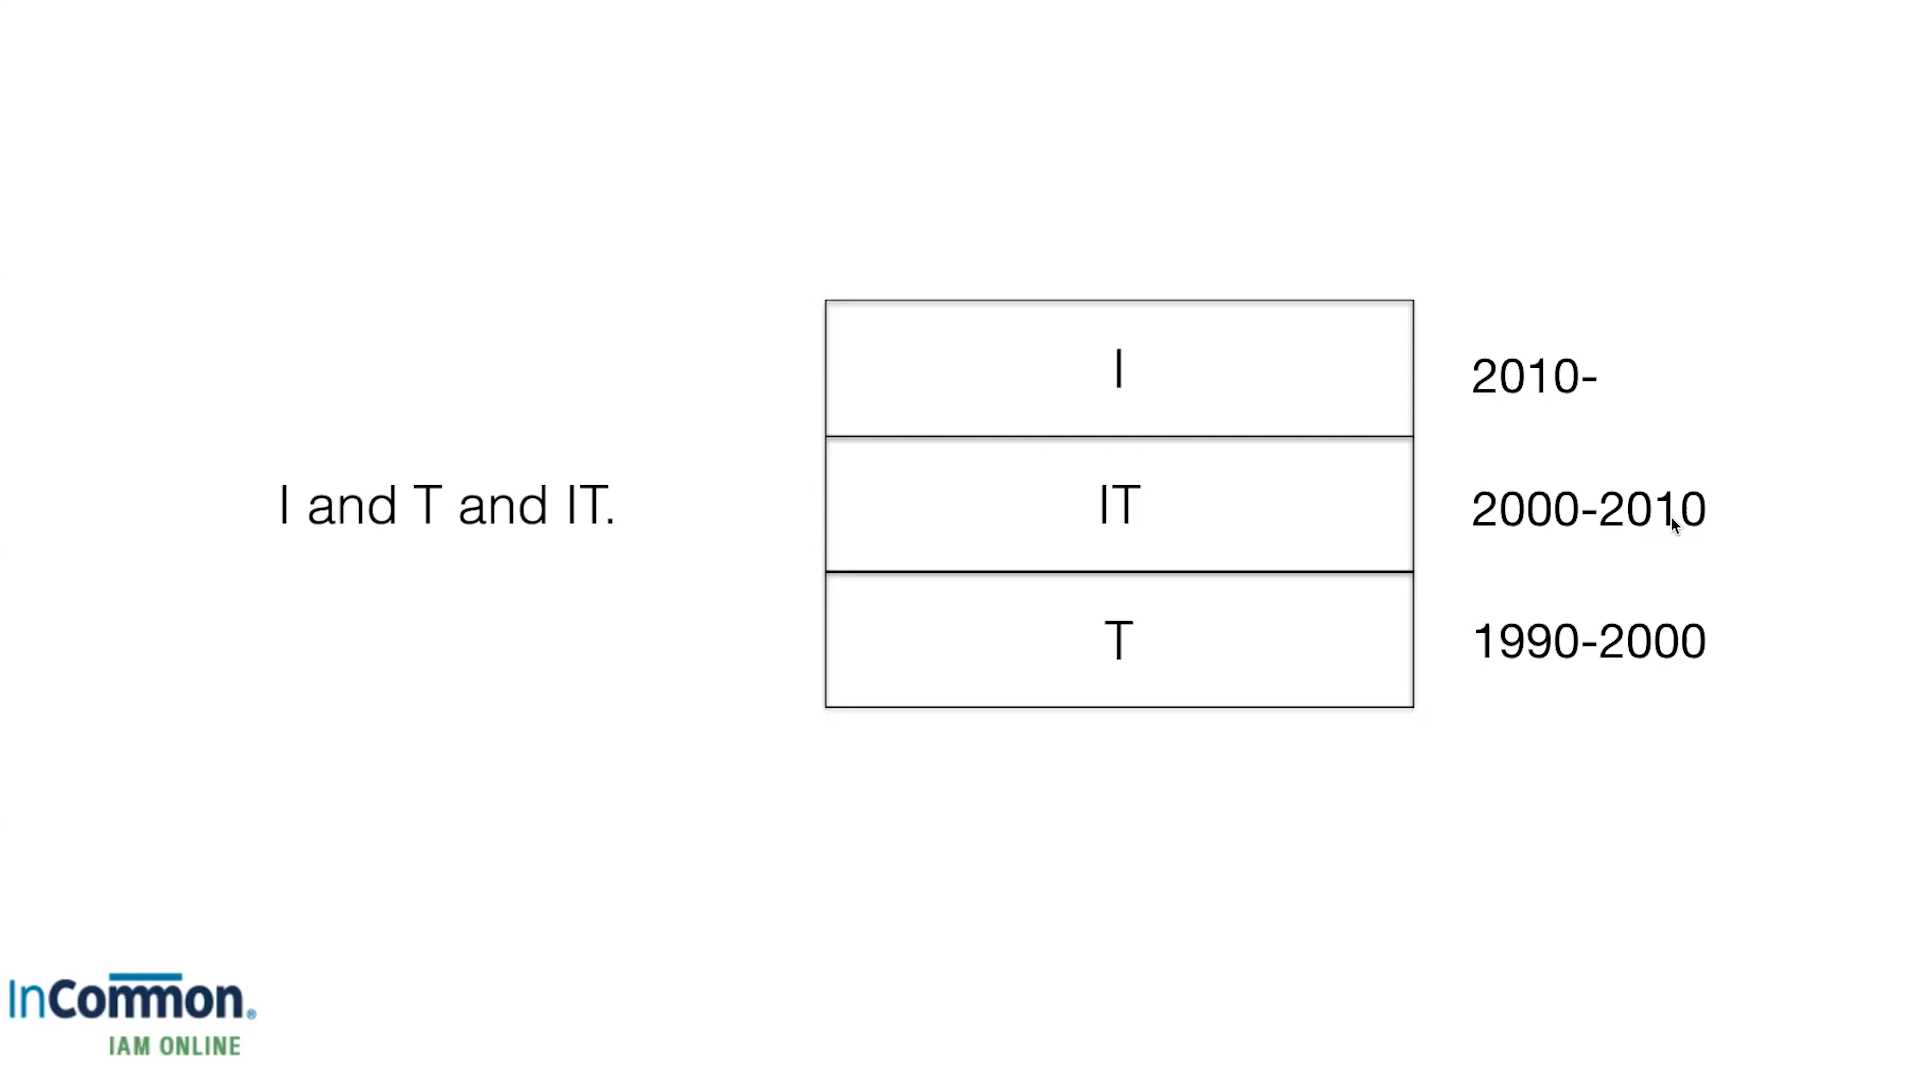 I and T and IT.
I
2010-
IT
2000-2010
T
1990-2000
InCommon®
IAM ONLINE